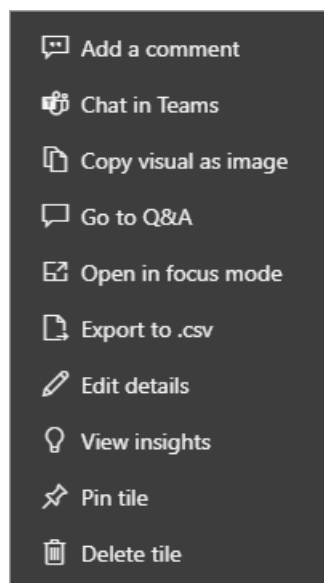 Add a comment
Chat in Teams
Copy visual as image
Go to Q&A
Open in focus mode
Export to .csv
Edit details
View insights
Pin tile
Delete tile